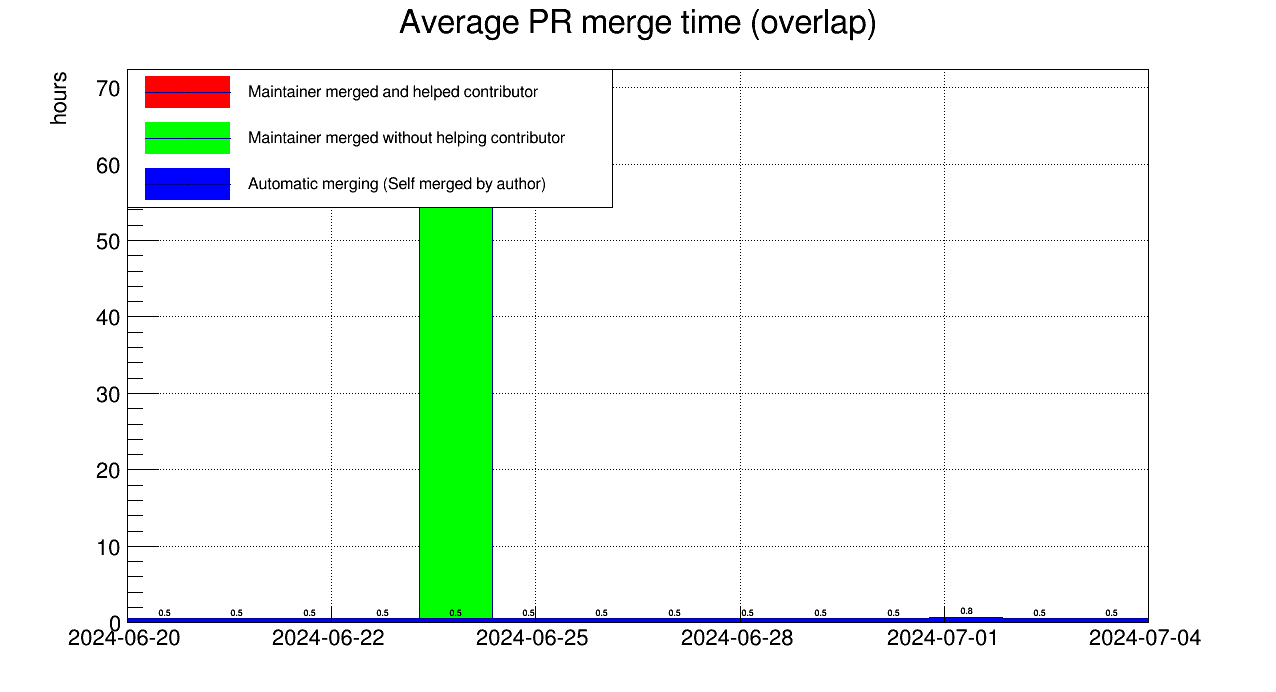 Average PR merge time (overlap)
hours
Maintainer merged and helped contributor
Maintainer merged without helping contributor
Automatic merging (Self merged by author)
70
60
50
40
30
20
10
0
0.5 0.5 0.5 0.5 0.5 0.5 0.5 0.5 0.5 0.5 0.5 0.8 0.5 0.5
2024-06-20 2024-06-22 2024-06-25 2024-06-28 2024-07-01 2024-07-04